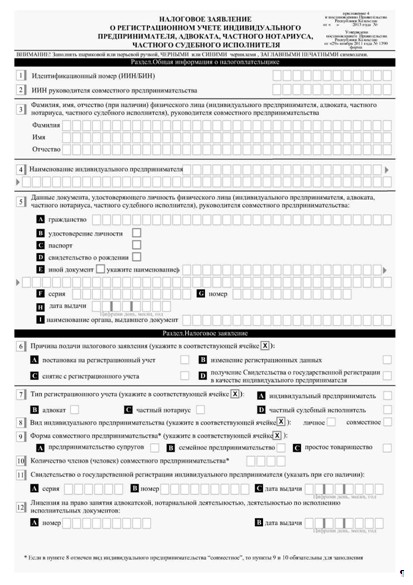 приложение 4
к постановлению Правительства
Республики Казахстан
2013 года №
НАЛОГОВОЕ ЗАЯВЛЕНИЕ
О РЕГИСТРАЦИОННОМ УЧЕТЕ ИНДИВИДУАЛЬНОГО
ПРЕДПРИНИМАТЕЛЯ, АДВОКАТА, ЧАСТНОГО НОТАРИУСА,
ЧАСТНОГО СУДЕБНОГО ИСПОЛНИТЕЛЯ
Утверждена
постановлением Правительства
Республики Казахстан
от «29» ноября 2011 года № 1390
форма
ВНИМАНИЕ! Заполнять шариковой или перьевой ручкой, ЧЕРНЫМИ или СИНИМИ чернилами, ЗАГЛАВНЫМИ ПЕЧАТНЫМИ символами.
Раздел.Общая информация о налогоплательщике
1 Идентификационный номер (ИИН/БИН)
2 ИИН руководителя совместного предпринимательства
3 Фамилия, имя, отчество (при наличии) физического лица (индивидуального предпринимателя, адвоката, частного
нотариуса, частного судебного исполнителя), руководителя совместного предпринимательства
Фамилия
Имя
Отчество
4 Наименование индивидуального предпринимателя
5 Данные документа, удостоверяющего личность физического лица (индивидуального предпринимателя, адвоката,
частного нотариуса, частного судебного исполнителя), руководителя совместного предпринимательства:
A гражданство
B удостоверение личности
C паспорт
D свидетельство о рождении
E иной документ укажите наименование
F серия G номер
H дата выдачи
(цифрами день, месяц, год)
I наименование органа, выдавшего документ
Раздел.Налоговое заявление
6 Причина подачи налогового заявления (укажите в соответствующей ячейке X):
A постановка на регистрационный учет B изменение регистрационных данных
C снятие с регистрационного учета D получение Свидетельства о государственной регистрации
в качестве индивидуального предпринимателя
7 Тип регистрационного учета (укажите в соответствующей ячейке X): A индивидуальный предприниматель
B адвокат C частный нотариус D частный судебный исполнитель
8 Вид индивидуального предпринимательства (укажите в соответствующей ячейке X): личное совместное
9 Форма совместного предпринимательства* (укажите в соответствующей ячейке X):
A предпринимательство супругов B семейное предпринимательство C простое товарищество
10 Количество членов (человек) совместного предпринимательства*
11 Свидетельство о государственной регистрации индивидуального предпринимателя (указать при его наличии):
A серия B номер C дата выдачи
(цифрами день, месяц, год)
12 Лицензия на право занятия адвокатской, нотариальной деятельностью, деятельностью по исполнению
исполнительных документов:
A номер B дата выдачи
(цифрами день, месяц, год)
* Если в пункте 8 отмечен вид индивидуального предпринимательства “совместное”, то пункты 9 и 10 обязательны для заполнения
¶